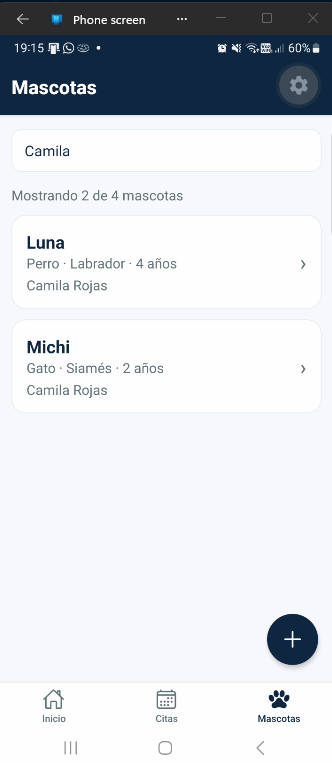 Phone screen
19:15
60%
Mascotas
Camila
Mostrando 2 de 4 mascotas
Luna
Perro · Labrador · 4 años
Camila Rojas
Michi
Gato · Siamés · 2 años
Camila Rojas
Inicio
Citas
Mascotas